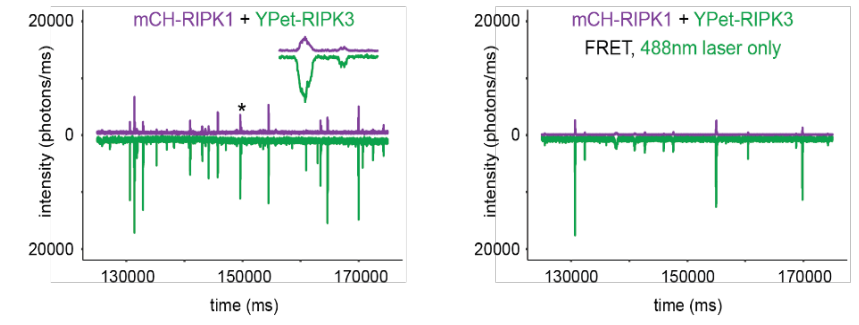 mCH-RIPK1 + YPet-RIPK3
20000
0
20000
intensity (photons/ms)
*
130000 150000 170000
time (ms)
mCH-RIPK1 + YPet-RIPK3
FRET, 488nm laser only
20000
0
20000
intensity (photons/ms)
130000 150000 170000
time (ms)